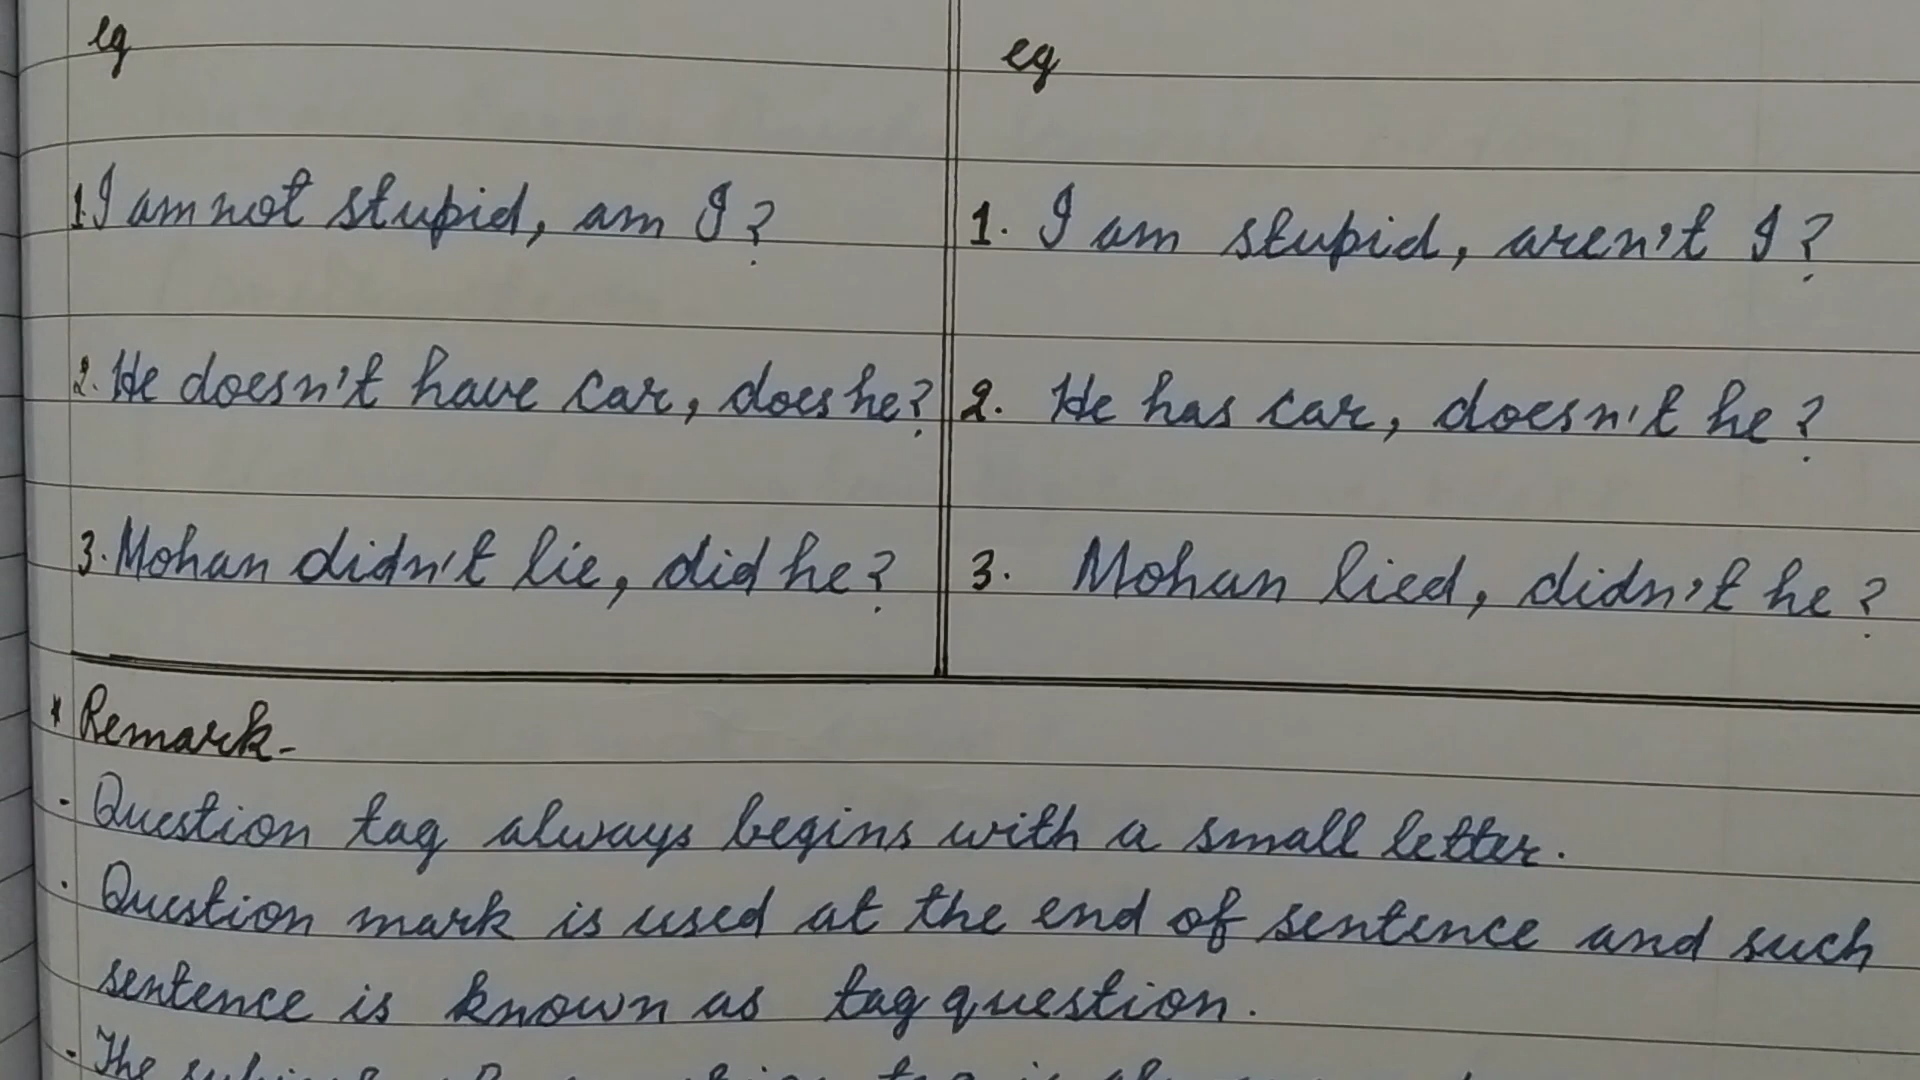 eg
1. I am not stupid, am I?
2. He doesn't have car, does he?
3. Mohan didn't lie, did he?
eg
1. I am stupid, aren't I?
2. He has car, doesn't he?
3. Mohan lied, didn't he?
* Remark-
- Question tag always begins with a small letter.
· Question mark is used at the end of sentence and such
sentence is known as tag question.
- The